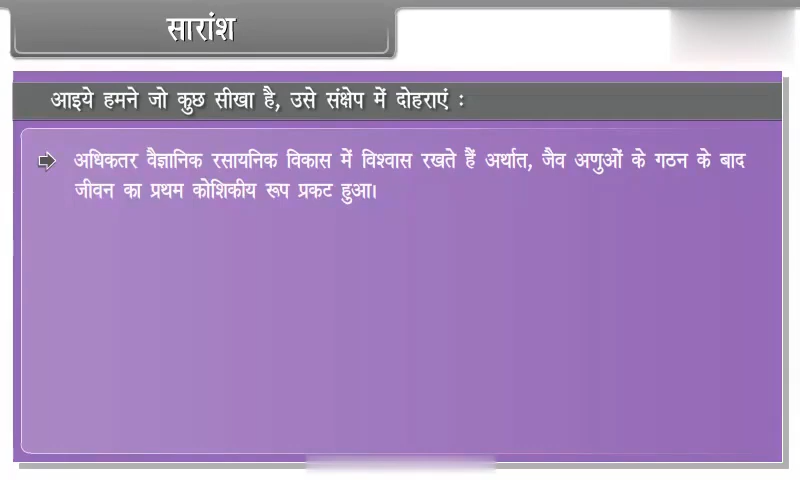 सारांश
आइये हमने जो कुछ सीखा है, उसे संक्षेप में दोहराएं :
अधिकतर वैज्ञानिक रसायनिक विकास में विश्वास रखते हैं अर्थात, जैव अणुओं के गठन के बाद
जीवन का प्रथम कोशिकीय रूप प्रकट हुआ।